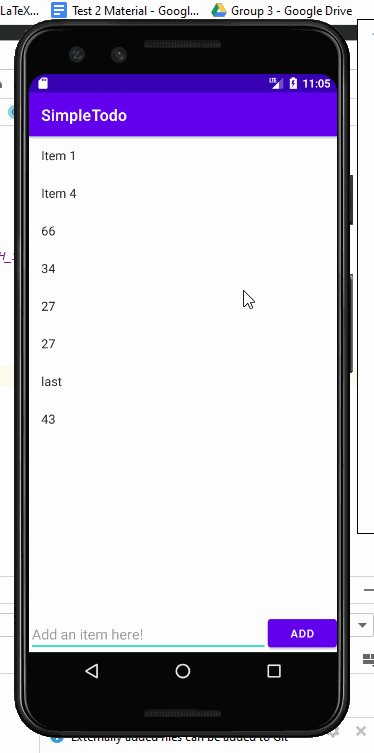 LaTeX...
Test 2 Material - Googl...
Group 3 - Google Drive
LTE
11:05
SimpleTodo
Item 1
Item 4
66
34
27
27
last
43
Add an item here!
ADD
Externally added files can be added to Git